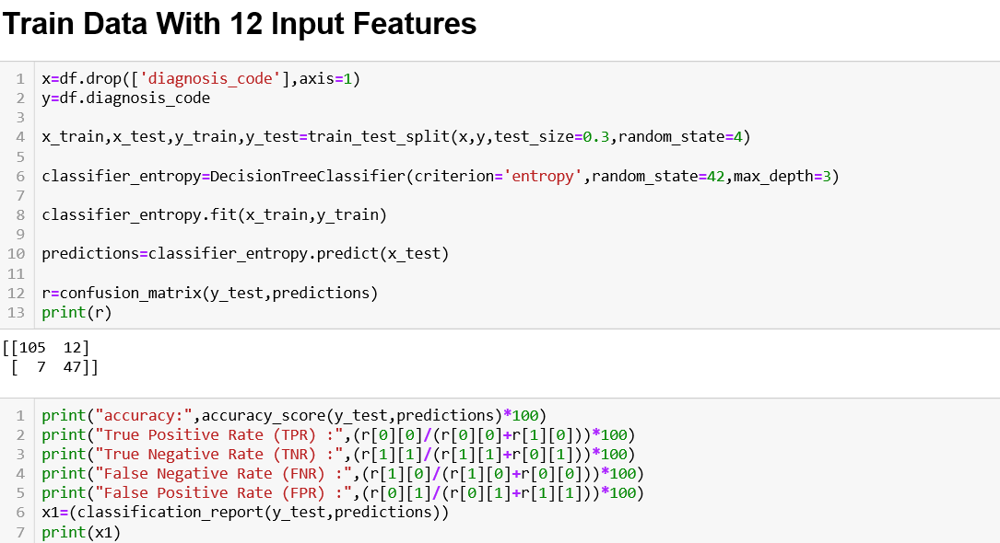 Train Data With 12 Input Features
1 x=df.drop(['diagnosis_code'],axis=1)
2 y=df.diagnosis_code
3
4 x_train,x_test,y_train,y_test=train_test_split(x,y,test_size=0.3,random_state=4)
5
6 classifier_entropy=DecisionTreeClassifier(criterion='entropy',random_state=42,max_depth=3)
7
8 classifier_entropy.fit(x_train,y_train)
9
10 predictions=classifier_entropy.predict(x_test)
11
12 r=confusion_matrix(y_test,predictions)
13 print(r)
[[105  12]
 [  7  47]]
1 print("accuracy:",accuracy_score(y_test,predictions)*100)
2 print("True Positive Rate (TPR) :",(r[0][0]/(r[0][0]+r[1][0]))*100)
3 print("True Negative Rate (TNR) :",(r[1][1]/(r[1][1]+r[0][1]))*100)
4 print("False Negative Rate (FNR) :",(r[1][0]/(r[1][0]+r[0][0]))*100)
5 print("False Positive Rate (FPR) :",(r[0][1]/(r[0][1]+r[1][1]))*100)
6 x1=(classification_report(y_test,predictions))
7 print(x1)